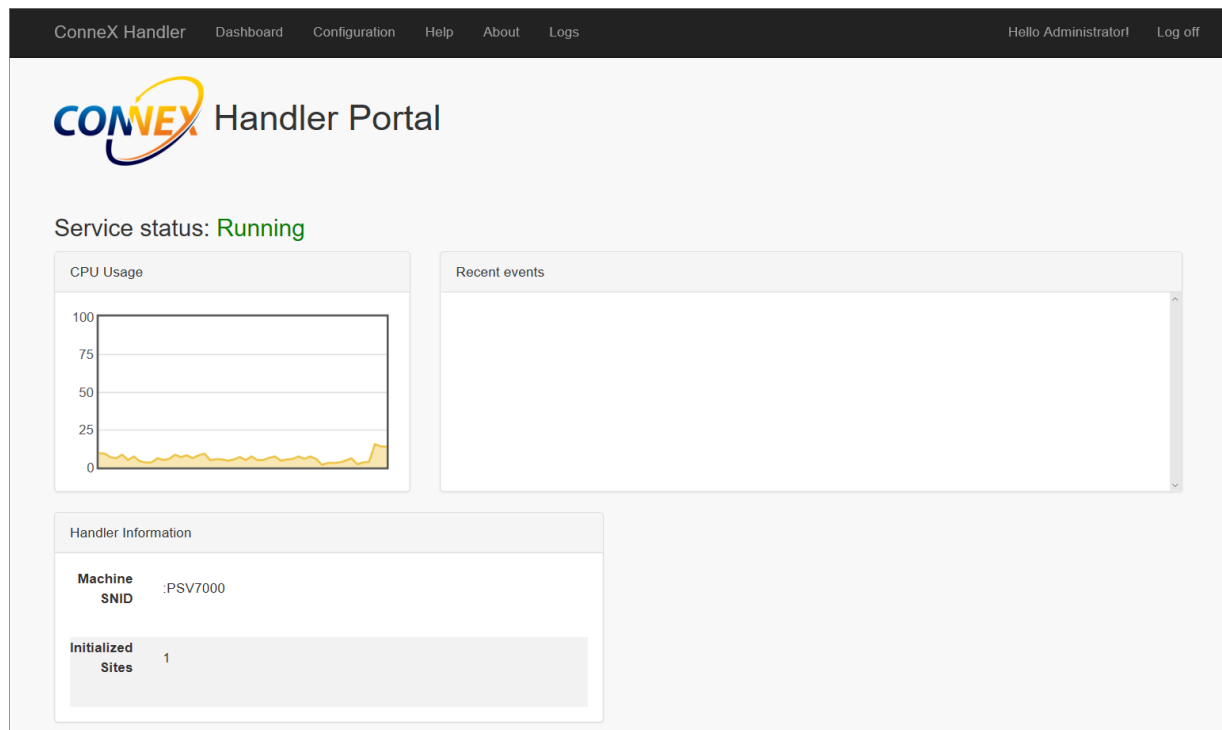 ConneX Handler Dashboard Configuration Help About Logs Hello Administrator! Log off
CONNEX Handler Portal
Service status: Running
CPU Usage
100
75
50
25
0
Recent events
Handler Information
Machine SNID :PSV7000
Initialized Sites 1